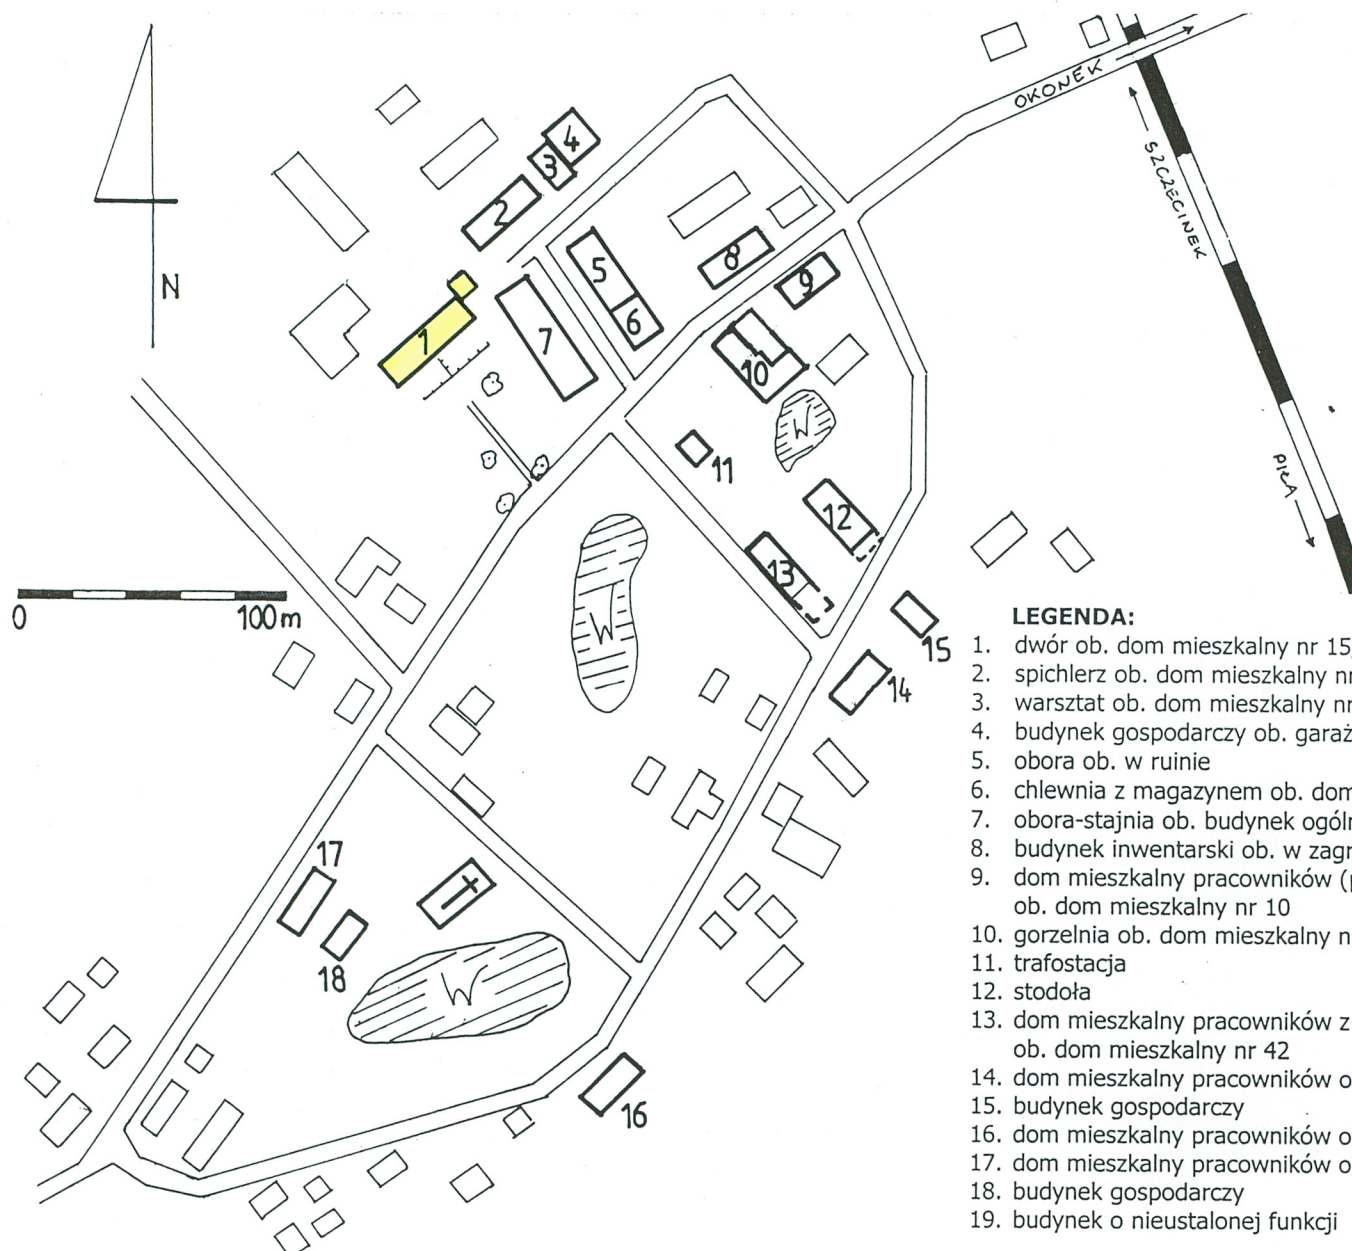 OKONEK
SZCZECINEK
PIŁA
N
1
2
3
4
5
6
7
8
9
10
W
11
12
13
W
0 100m
15
14
17
18
W
16
LEGENDA:
1. dwór ob. dom mieszkalny nr 15,
2. spichlerz ob. dom mieszkalny nr
3. warsztat ob. dom mieszkalny nr
4. budynek gospodarczy ob. garaż
5. obora ob. w ruinie
6. chlewnia z magazynem ob. dom
7. obora-stajnia ob. budynek ogóln
8. budynek inwentarski ob. w zagr
9. dom mieszkalny pracowników (p
ob. dom mieszkalny nr 10
10. gorzelnia ob. dom mieszkalny n
11. trafostacja
12. stodoła
13. dom mieszkalny pracowników z
ob. dom mieszkalny nr 42
14. dom mieszkalny pracowników o
15. budynek gospodarczy
16. dom mieszkalny pracowników o
17. dom mieszkalny pracowników o
18. budynek gospodarczy
19. budynek o nieustalonej funkcji